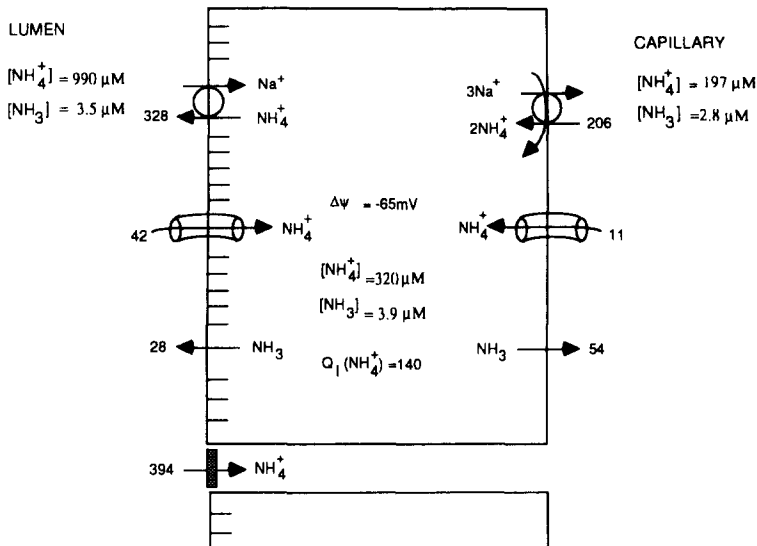 LUMEN
[NH₄⁺] = 990 µM
[NH₃] = 3.5 µM
Na⁺
328
NH₄⁺
42
NH₄⁺
28
NH₃
Δψ = -65mV
[NH₄⁺] =320 µM
[NH₃] = 3.9 µM
Q₁ (NH₄⁺) =140
3Na⁺
2NH₄⁺
206
NH₄⁺
11
NH₃
54
CAPILLARY
[NH₄⁺] = 197 µM
[NH₃] =2.8 µM
394
NH₄⁺